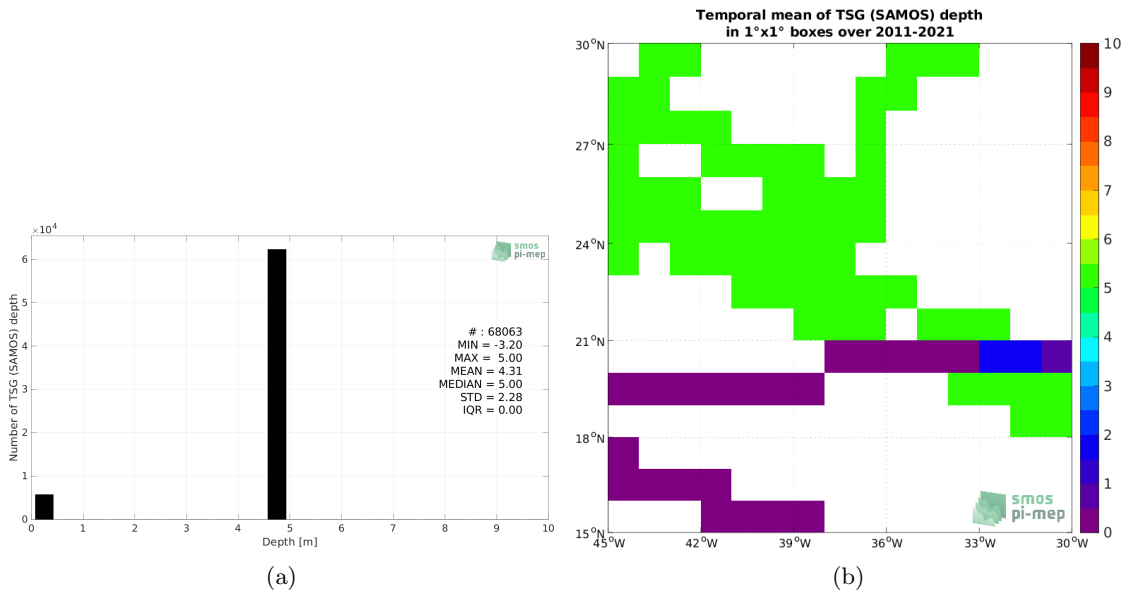 ×10⁴
6
5
4
3
2
1
0
Number of TSG (SAMOS) depth
smos
pi-mep
# : 68063
MIN = -3.20
MAX = 5.00
MEAN = 4.31
MEDIAN = 5.00
STD = 2.28
IQR = 0.00
0 1 2 3 4 5 6 7 8 9 10
Depth [m]
(a)
Temporal mean of TSG (SAMOS) depth
in 1°x1° boxes over 2011-2021
30°N
27°N
24°N
21°N
18°N
15°N
45°W 42°W 39°W 36°W 33°W 30°W
smos
pi-mep
10
9
8
7
6
5
4
3
2
1
0
(b)